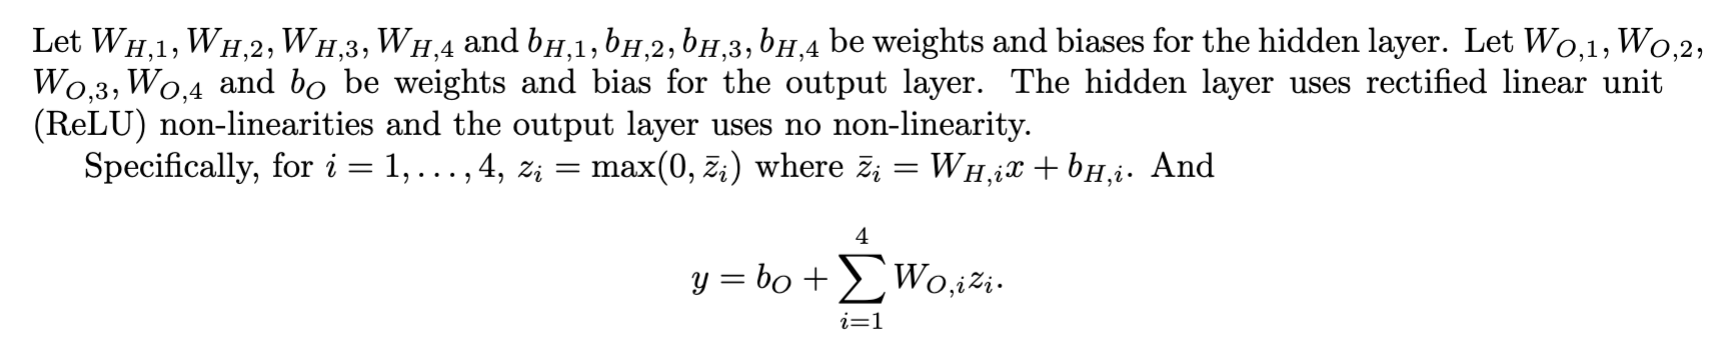 Let W_{H,1}, W_{H,2}, W_{H,3}, W_{H,4} and b_{H,1}, b_{H,2}, b_{H,3}, b_{H,4} be weights and biases for the hidden layer. Let W_{O,1}, W_{O,2},
W_{O,3}, W_{O,4} and b_O be weights and bias for the output layer. The hidden layer uses rectified linear unit
(ReLU) non-linearities and the output layer uses no non-linearity.
Specifically, for i = 1, . . . , 4, z_i = max(0, z̄_i) where z̄_i = W_{H,i}x + b_{H,i}. And
y = b_O + \sum_{i=1}^{4} W_{O,i}z_i.